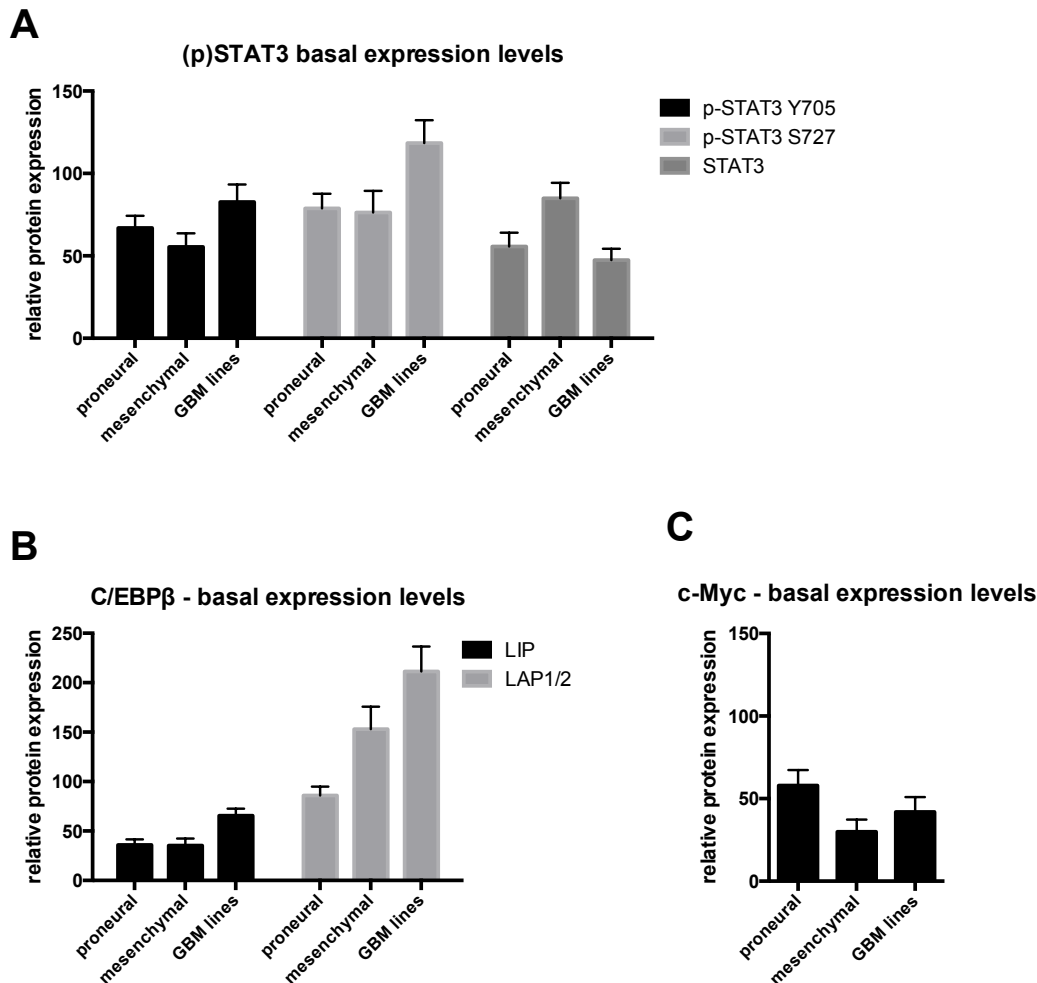 A
(p)STAT3 basal expression levels
relative protein expression
150
100
50
0
proneural
mesenchymal
GBM lines
proneural
mesenchymal
GBM lines
proneural
mesenchymal
GBM lines
p-STAT3 Y705
p-STAT3 S727
STAT3
B
C/EBPβ - basal expression levels
relative protein expression
250
200
150
100
50
0
proneural
mesenchymal
GBM lines
proneural
mesenchymal
GBM lines
LIP
LAP1/2
C
c-Myc - basal expression levels
relative protein expression
150
100
50
0
proneural
mesenchymal
GBM lines